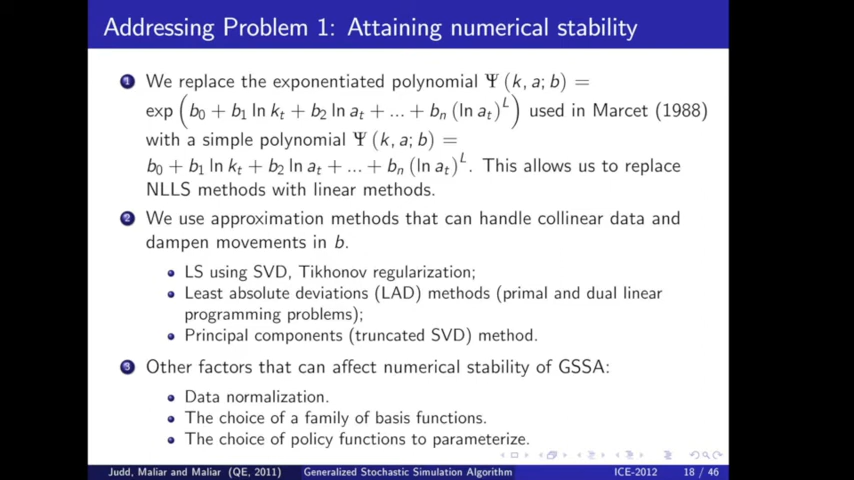 Addressing Problem 1: Attaining numerical stability
1 We replace the exponentiated polynomial Ψ (k, a; b) =
exp (b₀ + b₁ ln kₜ + b₂ ln aₜ + ... + bₙ (ln aₜ)ᴸ) used in Marcet (1988)
with a simple polynomial Ψ (k, a; b) =
b₀ + b₁ ln kₜ + b₂ ln aₜ + ... + bₙ (ln aₜ)ᴸ. This allows us to replace
NLLS methods with linear methods.
2 We use approximation methods that can handle collinear data and
dampen movements in b.
• LS using SVD, Tikhonov regularization;
• Least absolute deviations (LAD) methods (primal and dual linear
programming problems);
• Principal components (truncated SVD) method.
3 Other factors that can affect numerical stability of GSSA:
• Data normalization.
• The choice of a family of basis functions.
• The choice of policy functions to parameterize.
Judd, Maliar and Maliar (QE, 2011) Generalized Stochastic Simulation Algorithm ICE-2012 18 / 46